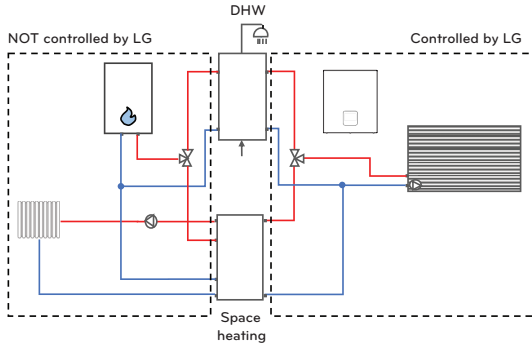 DHW
NOT controlled by LG
Controlled by LG
Space
heating